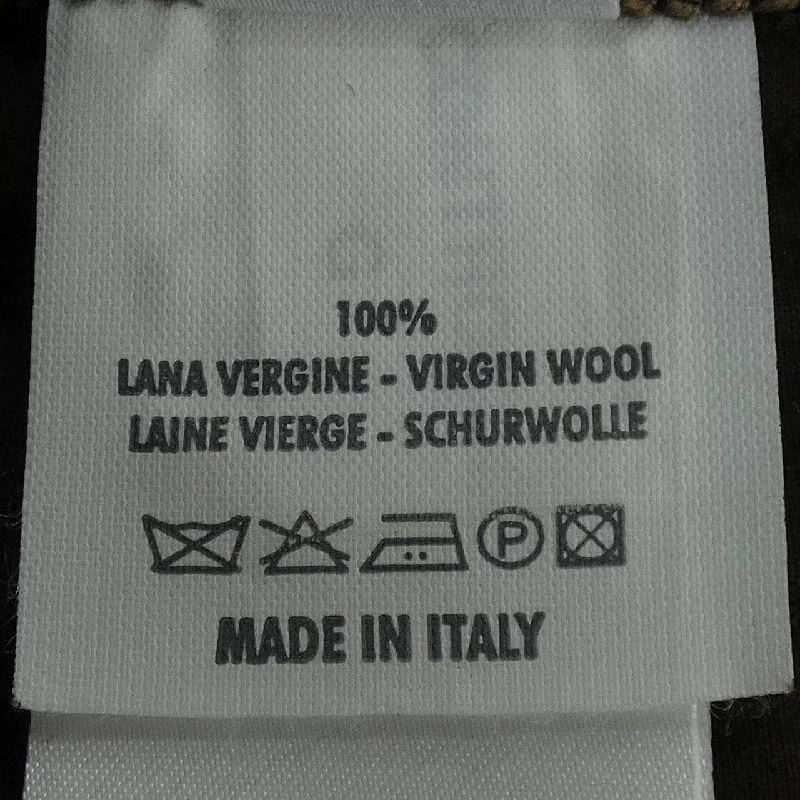 100%
LANA VERGINE - VIRGIN WOOL
LAINE VIERGE - SCHURWOLLE
P
MADE IN ITALY